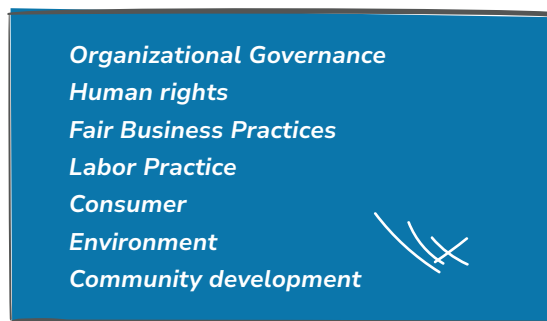 Organizational Governance
Human rights
Fair Business Practices
Labor Practice
Consumer
Environment
Community development